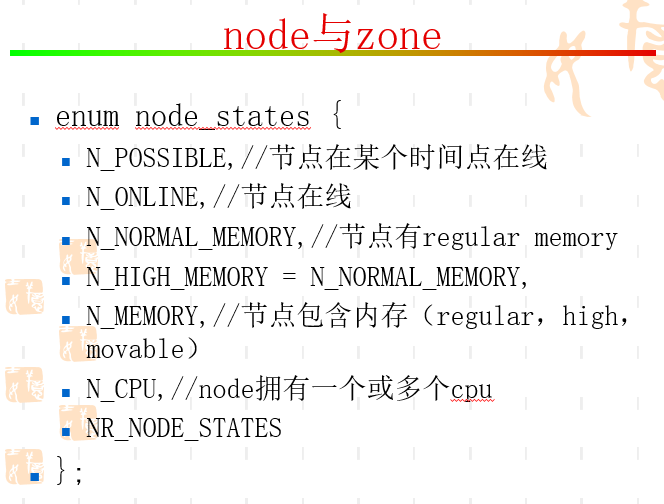 node与zone
enum node_states {
N_POSSIBLE,//节点在某个时间点在线
N_ONLINE,//节点在线
N_NORMAL_MEMORY,//节点有regular memory
N_HIGH_MEMORY = N_NORMAL_MEMORY,
N_MEMORY,//节点包含内存（regular，high，
movable）
N_CPU,//node拥有一个或多个cpu
NR_NODE_STATES
};